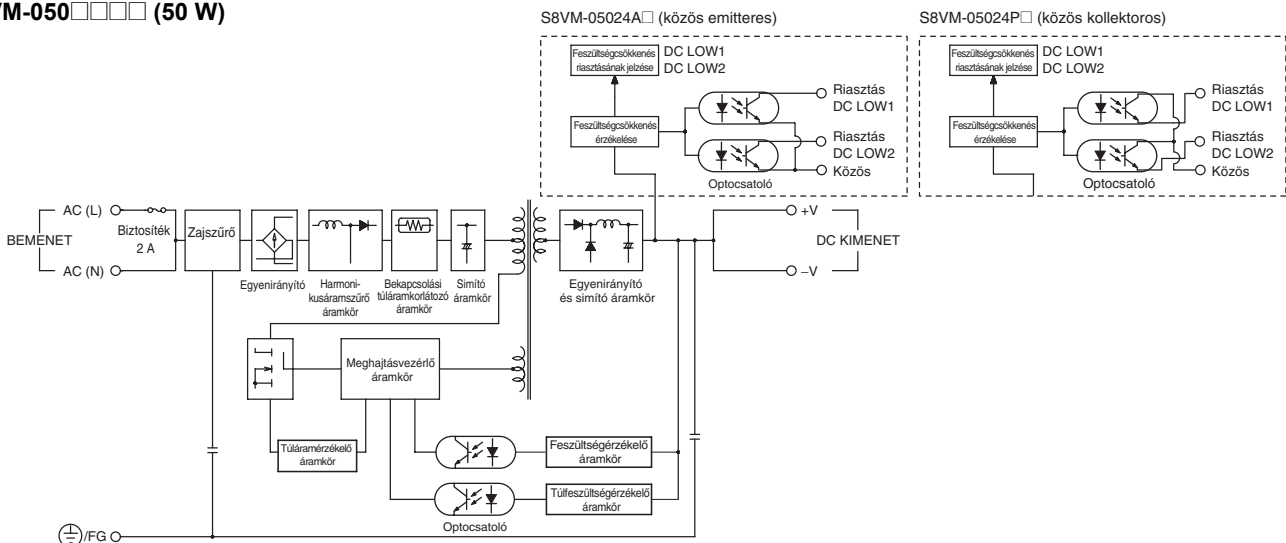 VM-050□□□□ (50 W)
S8VM-05024A□ (közös emitteres)
S8VM-05024P□ (közös kollektoros)
Feszültségcsökkenés
riasztásának jelzése
DC LOW1
DC LOW2
Feszültségcsökkenés
érzékelése
Riasztás
DC LOW1
Riasztás
DC LOW2
Közös
Optocsatoló
Feszültségcsökkenés
riasztásának jelzése
DC LOW1
DC LOW2
Feszültségcsökkenés
érzékelése
Riasztás
DC LOW1
Riasztás
DC LOW2
Közös
Optocsatoló
BEMENET
AC (L)
AC (N)
Biztosíték
2 A
Zajszűrő
Egyenirányító
Harmoni-
kusáramszűrő
áramkör
Bekapcsolási
túláramkorlátozó
áramkör
Simító
áramkör
Egyenirányító
és simító áramkör
+V
DC KIMENET
–V
Meghajtásvezérlő
áramkör
Túláramérzékelő
áramkör
Feszültségérzékelő
áramkör
Túlfeszültségérzékelő
áramkör
Optocsatoló
/FG